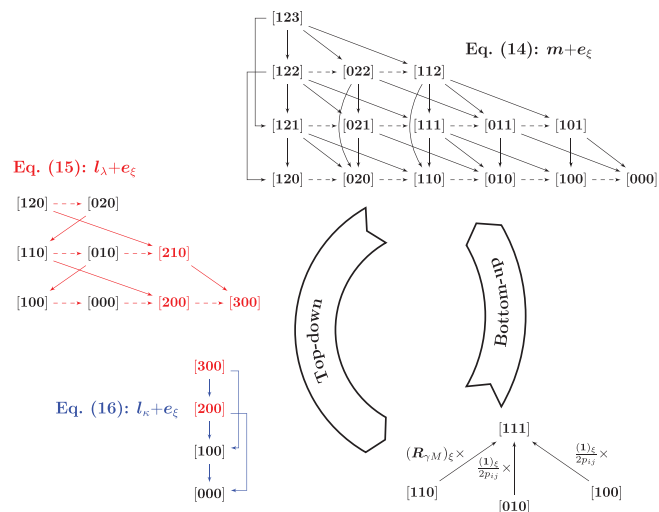 [123]
Eq. (14): m+e_ξ
[122] [022] [112]
[121] [021] [111] [011] [101]
[120] [020] [110] [010] [100] [000]
Eq. (15): l_λ+e_ξ
[120] [020]
[110] [010] [210]
[100] [000] [200] [300]
Top-down
Bottom-up
[300]
Eq. (16): l_κ+e_ξ
[200]
[100]
[000]
[111]
(R_γM)_ξ× (1)_ξ/2p_ij× (1)_ξ/2p_ij×
[110] [010] [100]